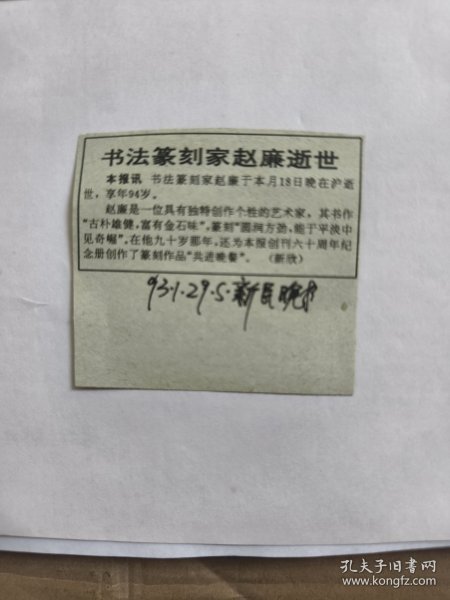 书法篆刻家赵廉逝世
本报讯 书法篆刻家赵廉于本月18日晚在沪逝
世，享年94岁。
赵廉是一位具有独特创作个性的艺术家，其书作
“古朴雄健，富有金石味”，篆刻“圆润方劲，能于平淡中
见奇崛”。在他九十岁那年，还为本报创刊六十周年纪
念册创作了篆刻作品“共进晚餐”。 （新欣）
93.1.29.5.新民晚报
孔夫子旧书网
www.kongfz.com